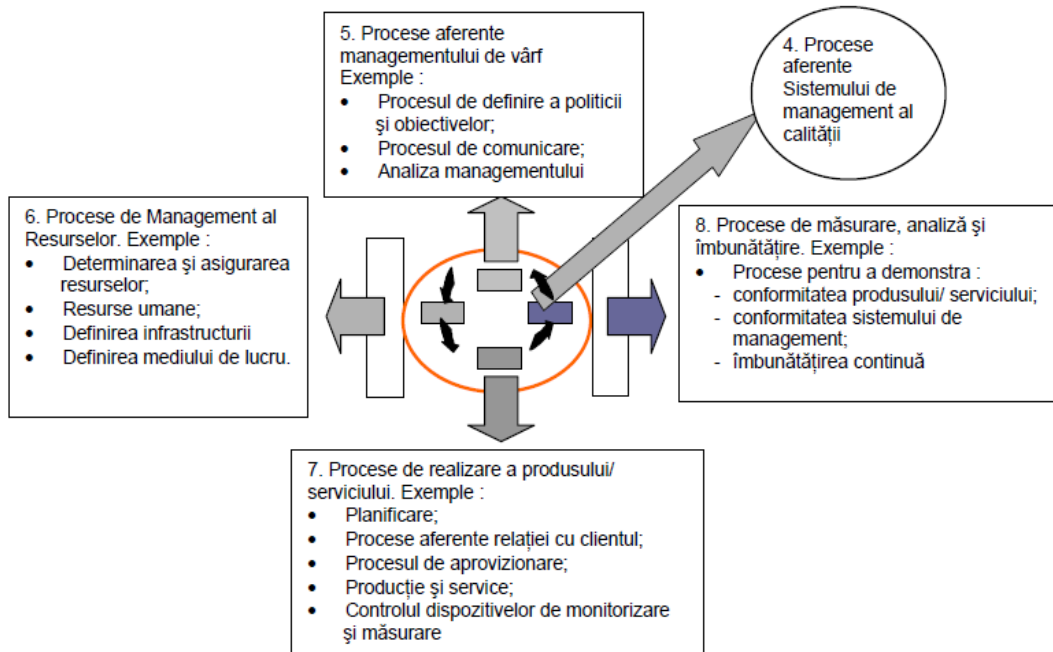 5. Procese aferente
managementului de vârf
Exemple :
• Procesul de definire a politicii
şi obiectivelor;
• Procesul de comunicare;
• Analiza managementului
4. Procese
aferente
Sistemului de
management al
calităţii
6. Procese de Management al
Resurselor. Exemple :
• Determinarea şi asigurarea
resurselor;
• Resurse umane;
• Definirea infrastructurii
• Definirea mediului de lucru.
8. Procese de măsurare, analiză şi
îmbunătăţire. Exemple :
• Procese pentru a demonstra :
- conformitatea produsului/ serviciului;
- conformitatea sistemului de
management;
- îmbunătăţirea continuă
7. Procese de realizare a produsului/
serviciului. Exemple :
• Planificare;
• Procese aferente relaţiei cu clientul;
• Procesul de aprovizionare;
• Producţie şi service;
• Controlul dispozitivelor de monitorizare
şi măsurare